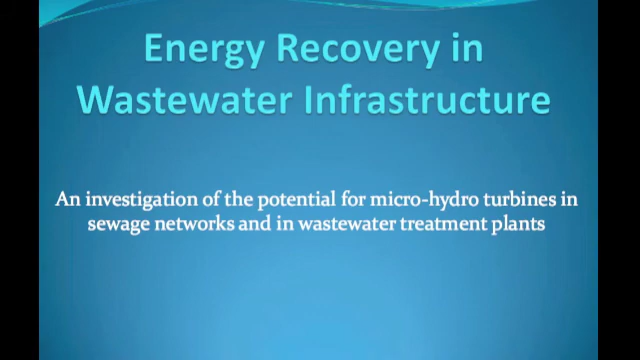 Energy Recovery in
Wastewater Infrastructure
An investigation of the potential for micro-hydro turbines in
sewage networks and in wastewater treatment plants